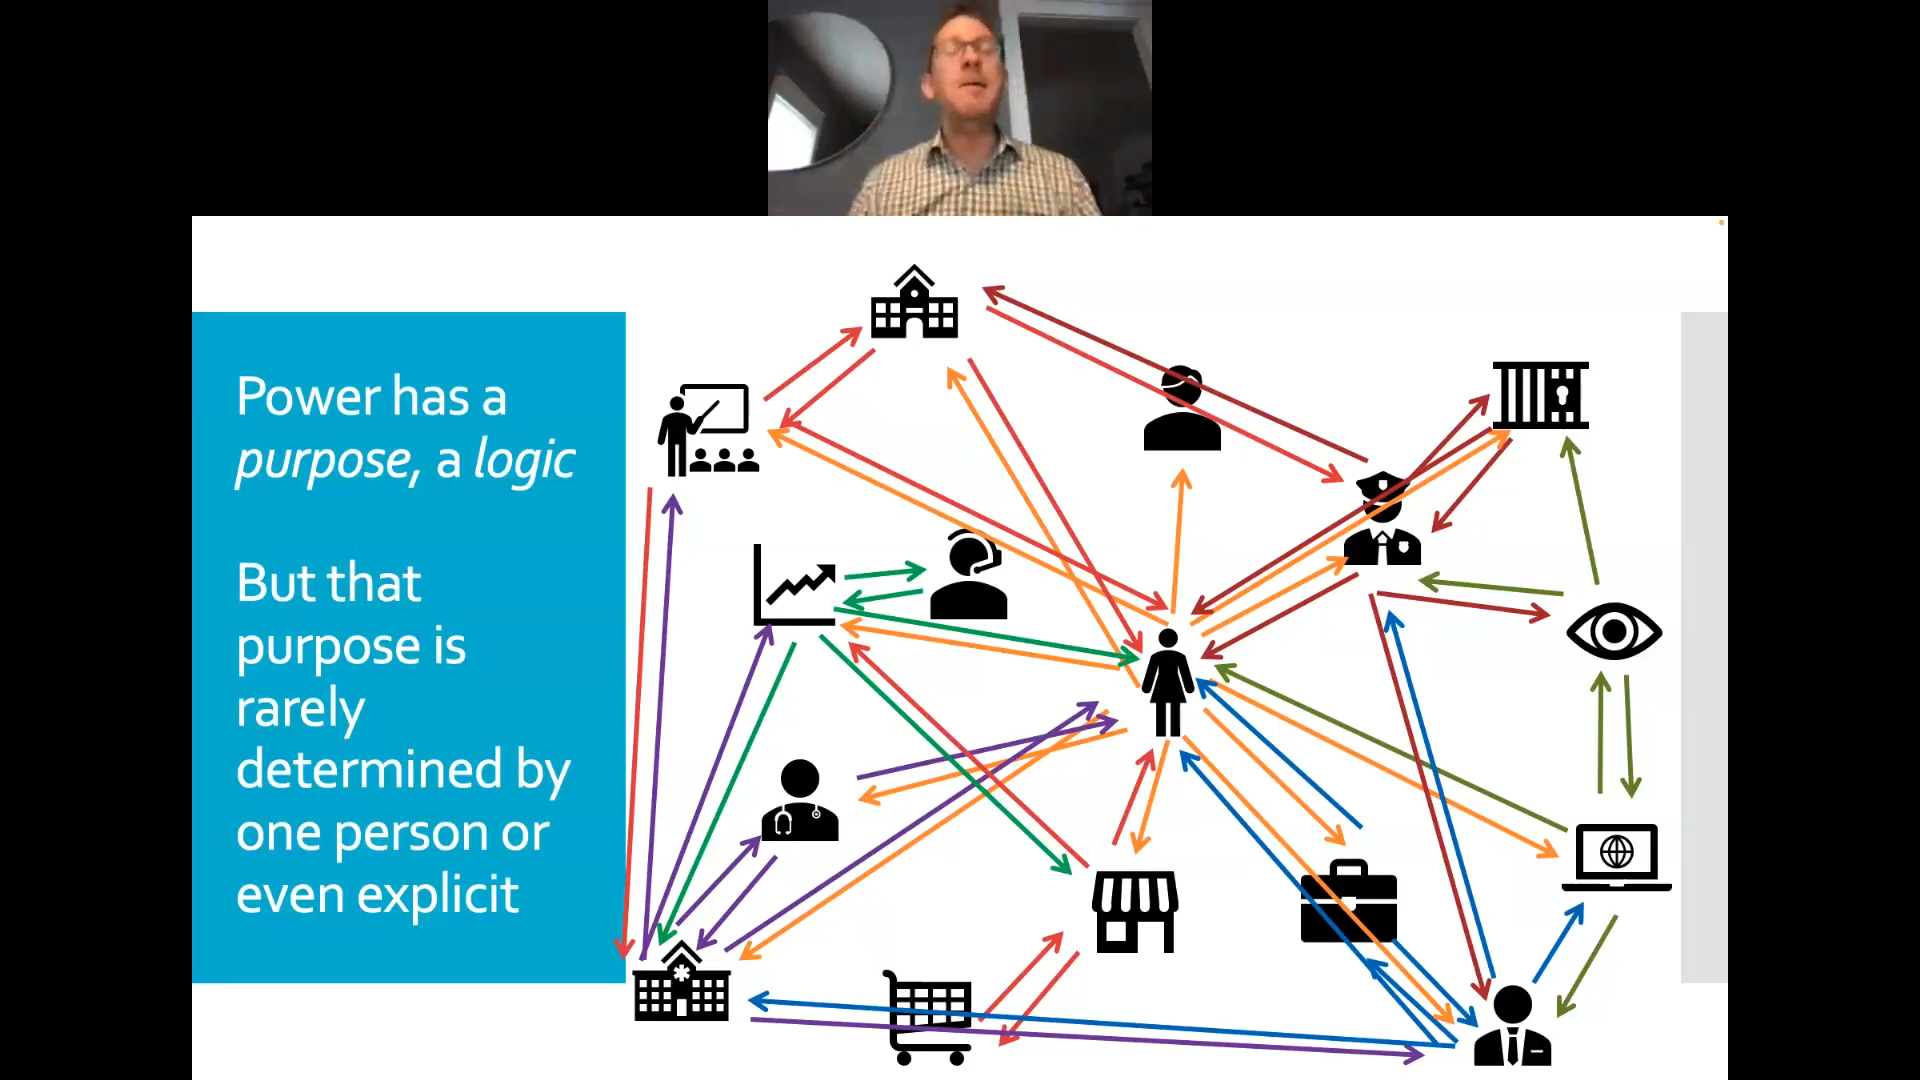 Power has a
purpose, a logic
But that
purpose is
rarely
determined by
one person or
even explicit